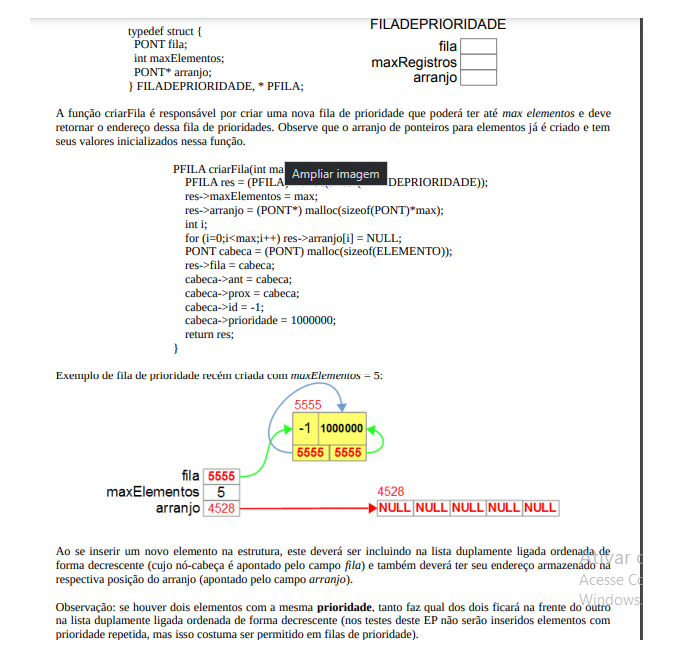 typedef struct {
PONT fila;
int maxElementos;
PONT* arranjo;
} FILADEPRIORIDADE, * PFILA;
FILADEPRIORIDADE
fila
maxRegistros
arranjo
A função criarFila é responsável por criar uma nova fila de prioridade que poderá ter até max elementos e deve
retornar o endereço dessa fila de prioridades. Observe que o arranjo de ponteiros para elementos já é criado e tem
seus valores inicializados nessa função.
PFILA criarFila(int ma
Ampliar imagem
PFILA res = (PFILA) DEPRIORIDADE));
res->maxElementos = max;
res->arranjo = (PONT*) malloc(sizeof(PONT)*max);
int i;
for (i=0;i<max;i++) res->arranjo[i] = NULL;
PONT cabeca = (PONT) malloc(sizeof(ELEMENTO));
res->fila = cabeca;
cabeca->ant = cabeca;
cabeca->prox = cabeca;
cabeca->id = -1;
cabeca->prioridade = 1000000;
return res;
}
Exemplo de fila de prioridade recém criada com maxElementos = 5:
5555
-1 1000000
5555 5555
fila 5555
maxElementos 5
arranjo 4528
4528
NULL NULL NULL NULL NULL
Ao se inserir um novo elemento na estrutura, este deverá ser incluindo na lista duplamente ligada ordenada de
forma decrescente (cujo nó-cabeça é apontado pelo campo fila) e também deverá ter seu endereço armazenado na
respectiva posição do arranjo (apontado pelo campo arranjo).
Ativar
Acesse
Windows
Observação: se houver dois elementos com a mesma prioridade, tanto faz qual dos dois ficará na frente do outro
na lista duplamente ligada ordenada de forma decrescente (nos testes deste EP não serão inseridos elementos com
prioridade repetida, mas isso costuma ser permitido em filas de prioridade).